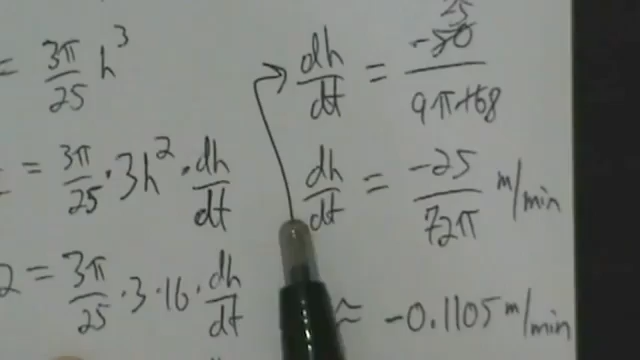 = 3π/25 h³
= 3π/25 · 3h² · dh/dt
2 = 3π/25 · 3 · 16 · dh/dt
dh/dt = -50 25 / 9π · 168
dh/dt = -25/72π m/min
≈ -0.1105 m/min